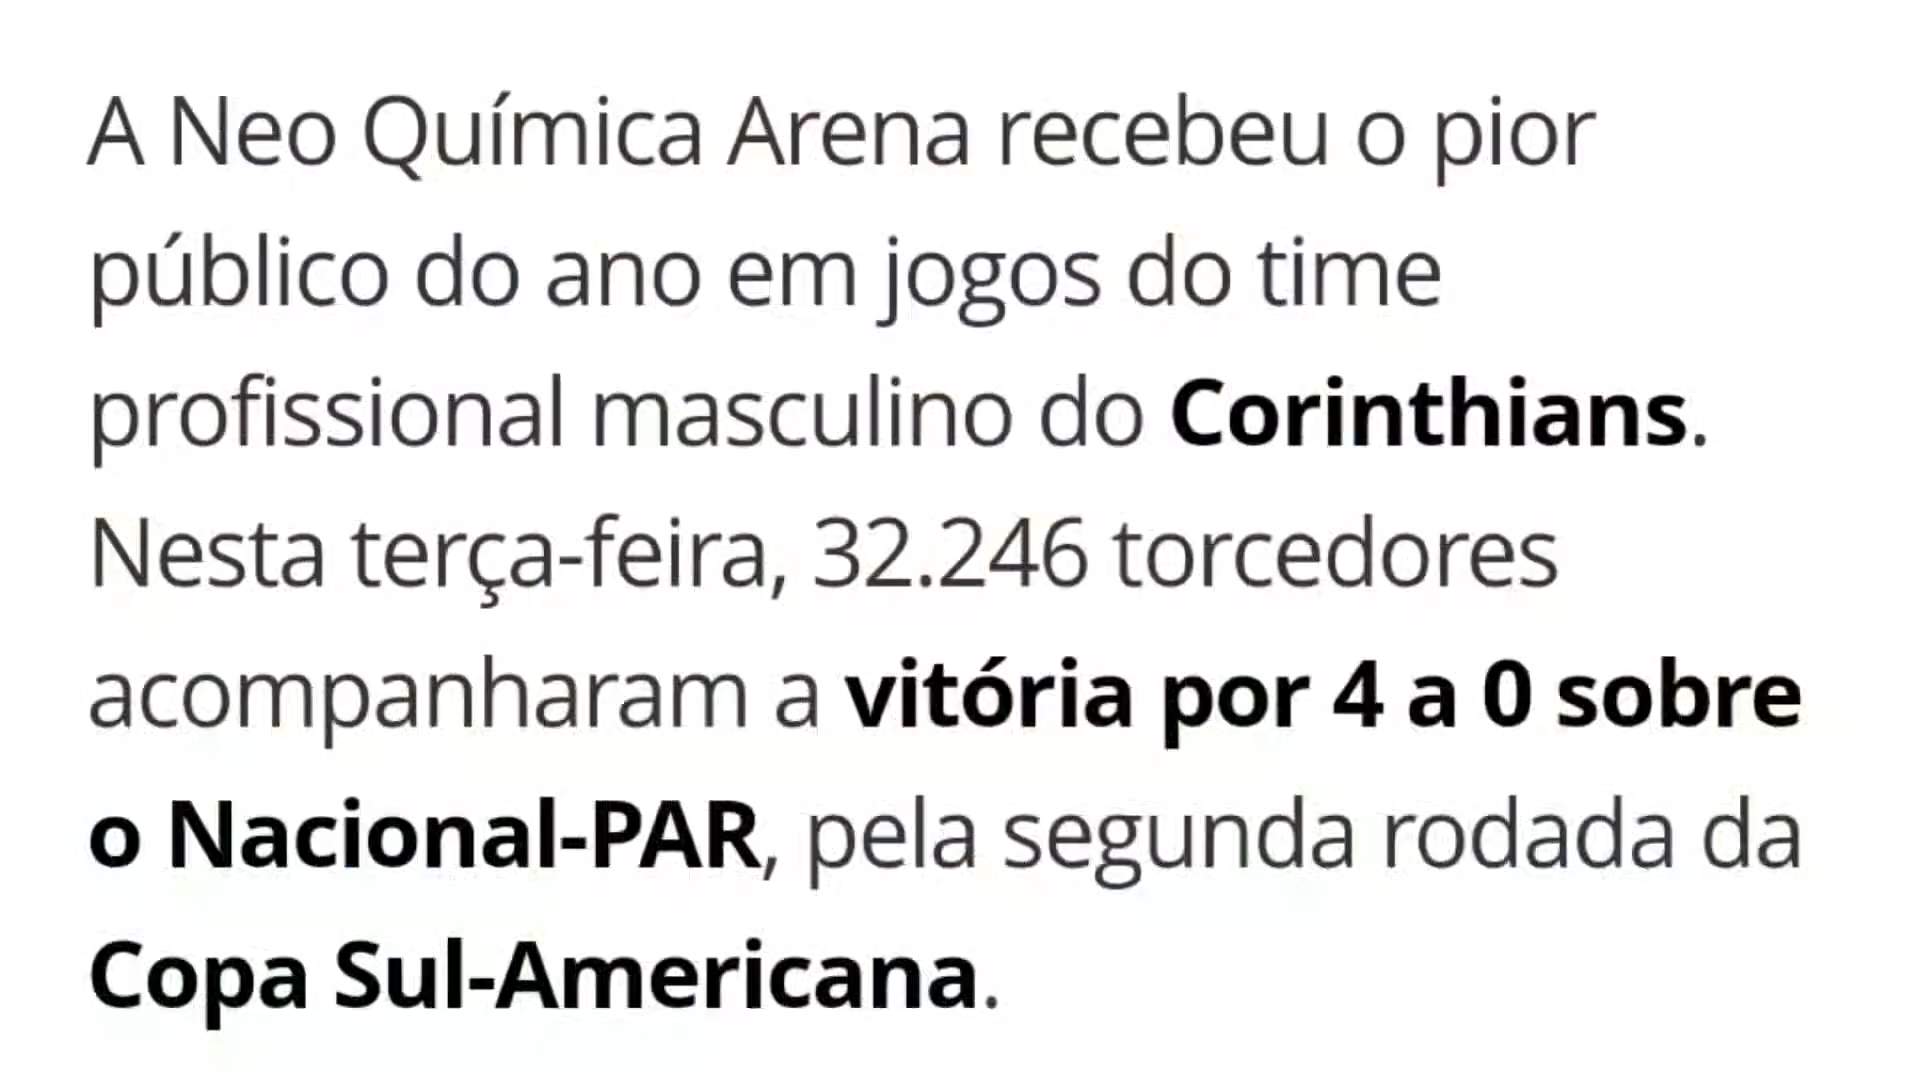 A Neo Química Arena recebeu o pior
público do ano em jogos do time
profissional masculino do Corinthians.
Nesta terça-feira, 32.246 torcedores
acompanharam a vitória por 4 a 0 sobre
o Nacional-PAR, pela segunda rodada da
Copa Sul-Americana.